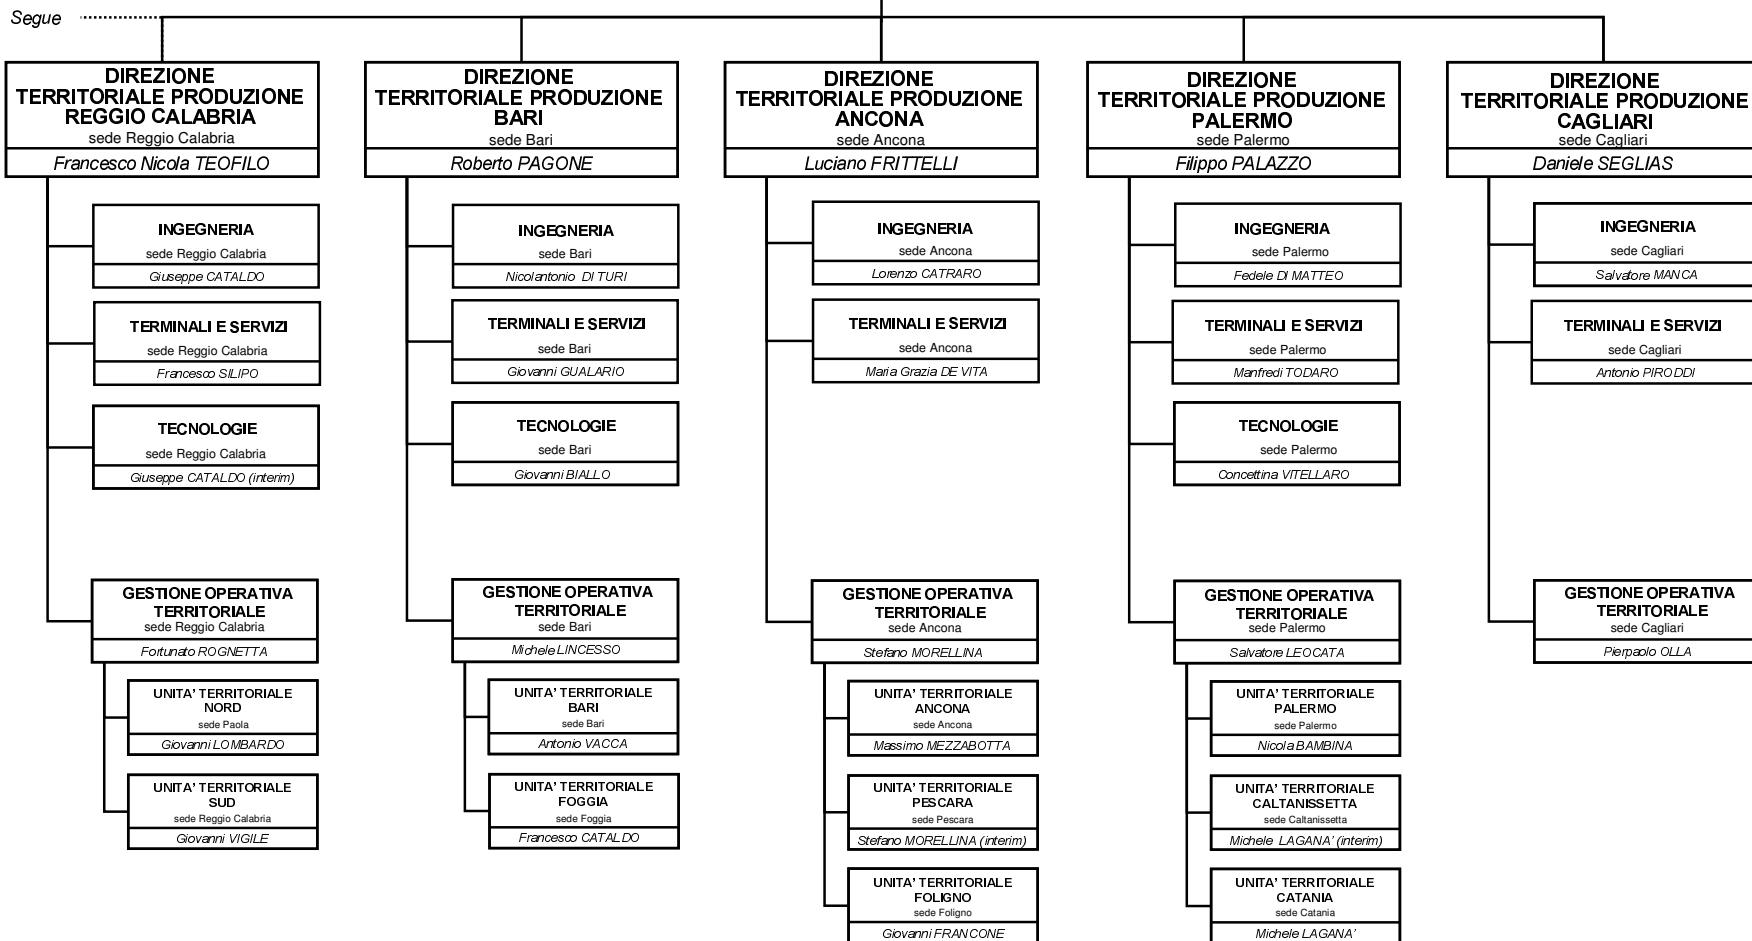 Segue
DIREZIONE
TERRITORIALE PRODUZIONE
REGGIO CALABRIA
sede Reggio Calabria
Francesco Nicola TEOFILO
INGEGNERIA
sede Reggio Calabria
Giuseppe CATALDO
TERMINALI E SERVIZI
sede Reggio Calabria
Francesco SILIPO
TECNOLOGIE
sede Reggio Calabria
Giuseppe CATALDO (interim)
GESTIONE OPERATIVA
TERRITORIALE
sede Reggio Calabria
Fortunato ROGNETTA
UNITA' TERRITORIALE
NORD
sede Paola
Giovanni LOMBARDO
UNITA' TERRITORIALE
SUD
sede Reggio Calabria
Giovanni VIGILE
DIREZIONE
TERRITORIALE PRODUZIONE
BARI
sede Bari
Roberto PAGONE
INGEGNERIA
sede Bari
Nicolantonio DI TURI
TERMINALI E SERVIZI
sede Bari
Giovanni GUALARIO
TECNOLOGIE
sede Bari
Giovanni BIALLO
GESTIONE OPERATIVA
TERRITORIALE
sede Bari
Michele LINCESSO
UNITA' TERRITORIALE
BARI
sede Bari
Antonio VACCA
UNITA' TERRITORIALE
FOGGIA
sede Foggia
Francesco CATALDO
DIREZIONE
TERRITORIALE PRODUZIONE
ANCONA
sede Ancona
Luciano FRITTELLI
INGEGNERIA
sede Ancona
Lorenzo CATRARO
TERMINALI E SERVIZI
sede Ancona
Maria Grazia DE VITA
GESTIONE OPERATIVA
TERRITORIALE
sede Ancona
Stefano MORELLINA
UNITA' TERRITORIALE
ANCONA
sede Ancona
Massimo MEZZABOTTA
UNITA' TERRITORIALE
PESCARA
sede Pescara
Stefano MORELLINA (interim)
UNITA' TERRITORIALE
FOLIGNO
sede Foligno
Giovanni FRANCONE
DIREZIONE
TERRITORIALE PRODUZIONE
PALERMO
sede Palermo
Filippo PALAZZO
INGEGNERIA
sede Palermo
Fedele DI MATTEO
TERMINALI E SERVIZI
sede Palermo
Manfredi TODARO
TECNOLOGIE
sede Palermo
Concettina VITELLARO
GESTIONE OPERATIVA
TERRITORIALE
sede Palermo
Salvatore LEOCATA
UNITA' TERRITORIALE
PALERMO
sede Palermo
Nicola BAMBINA
UNITA' TERRITORIALE
CALTANISSETTA
sede Caltanissetta
Michele LAGANA' (interim)
UNITA' TERRITORIALE
CATANIA
sede Catania
Michele LAGANA'
DIREZIONE
TERRITORIALE PRODUZIONE
CAGLIARI
sede Cagliari
Daniele SEGLIAS
INGEGNERIA
sede Cagliari
Salvatore MANCA
TERMINALI E SERVIZI
sede Cagliari
Antonio PIRODDI
GESTIONE OPERATIVA
TERRITORIALE
sede Cagliari
Pierpaolo OLLA